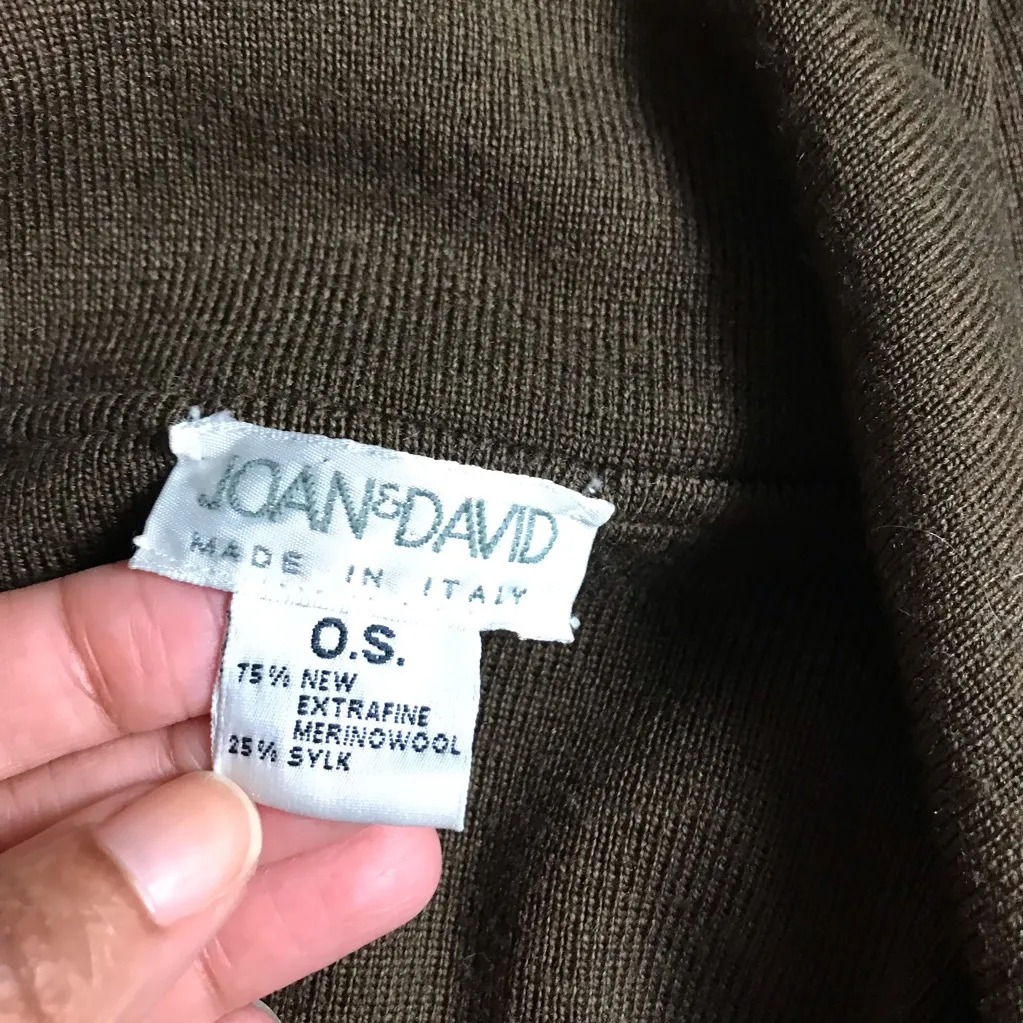 JOAN & DAVID
MADE IN ITALY
O.S.
75% NEW
EXTRAFINE
MERINOWOOL
25% SYLK